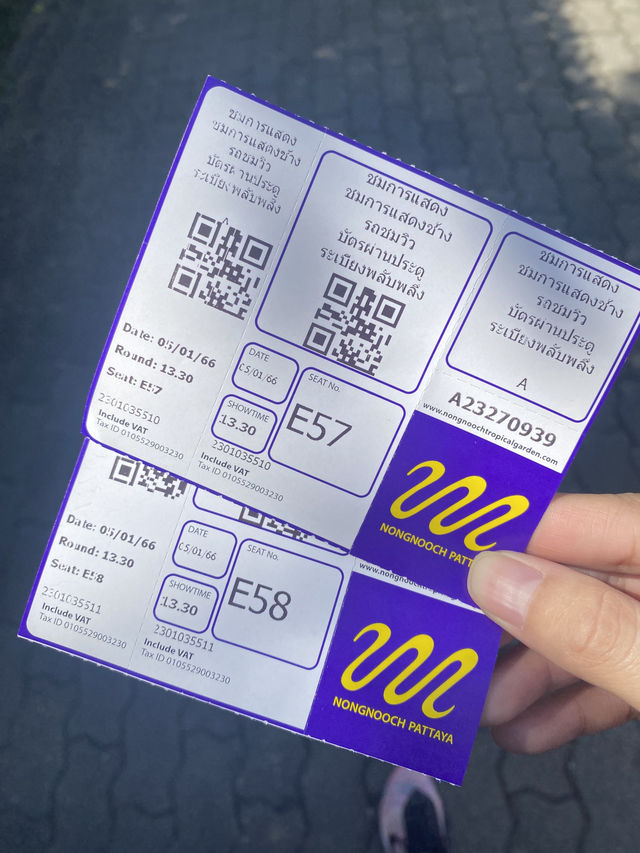 ชมการแสดง
ชมการแสดงช้าง
รถชมวิว
บัตรผ่านประตู
ระเบียงพลับพลึง
Date: 05/01/66
Round: 13.30
Seat: E57
2301035510
Include VAT
Tax ID 0105529003230
ชมการแสดง
ชมการแสดงช้าง
รถชมวิว
บัตรผ่านประตู
ระเบียงพลับพลึง
DATE
05/01/66
SHOWTIME
13.30
SEAT No.
E57
2301035510
Include VAT
Tax ID 0105529003230
ชมการแสดง
ชมการแสดงช้าง
รถชมวิว
บัตรผ่านประตู
ระเบียงพลับพลึง
A
A23270939
www.nongnoochtropicalgarden.com
NONGNOOCH
Date: 05/01/66
Round: 13.30
Seat: E58
2301035511
Include VAT
Tax ID 0105529003230
DATE
05/01/66
SHOWTIME
13.30
SEAT No.
E58
2301035511
Include VAT
Tax ID 0105529003230
NONGNOOCH PATTAYA